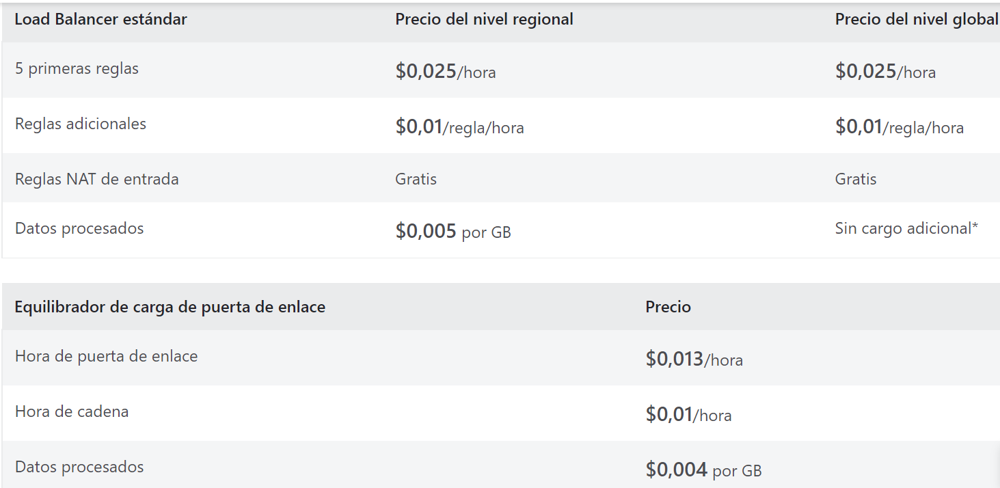 Load Balancer estándar Precio del nivel regional Precio del nivel global
5 primeras reglas $0,025/hora $0,025/hora
Reglas adicionales $0,01/regla/hora $0,01/regla/hora
Reglas NAT de entrada Gratis Gratis
Datos procesados $0,005 por GB Sin cargo adicional*
Equilibrador de carga de puerta de enlace Precio
Hora de puerta de enlace $0,013/hora
Hora de cadena $0,01/hora
Datos procesados $0,004 por GB